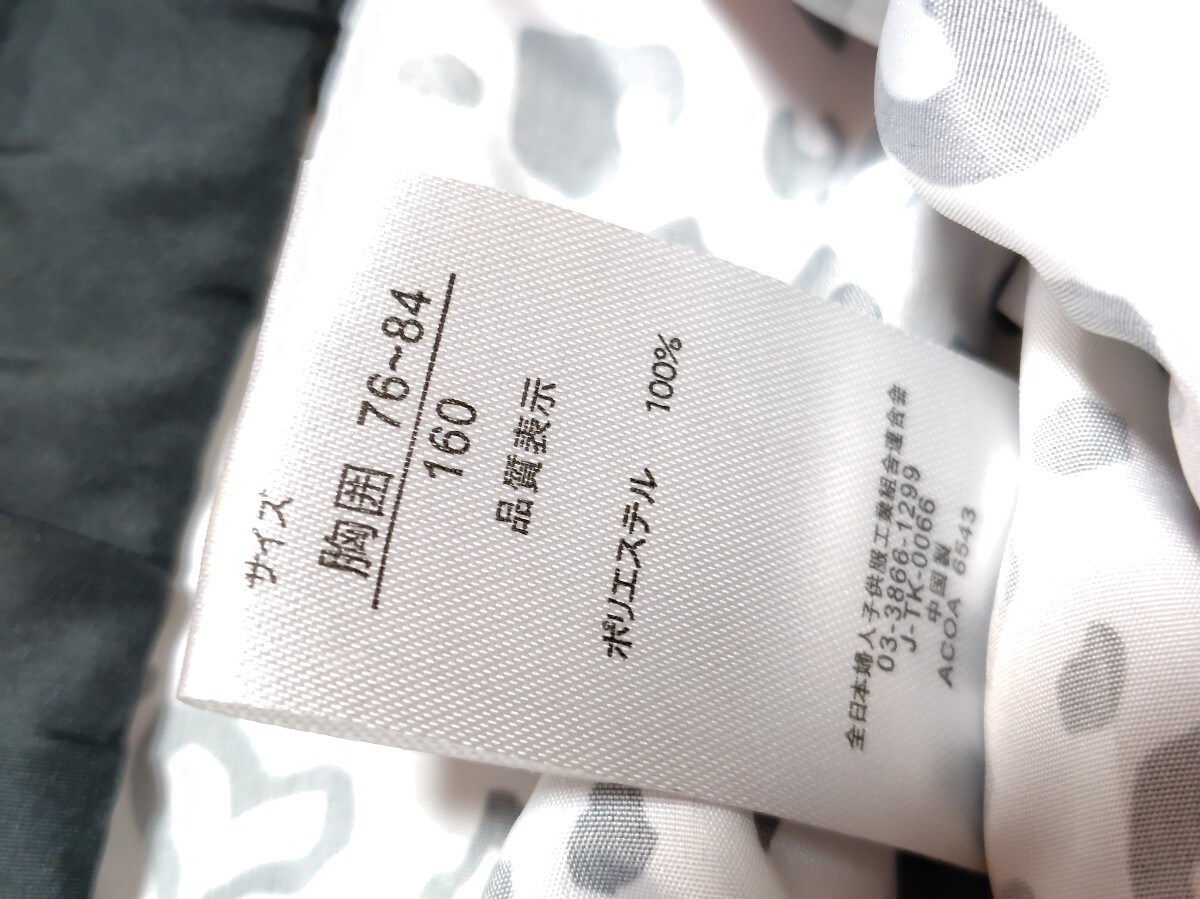 サイズ
胸囲 76~84
160
品質表示
ポリエステル 100%
全日本婦人子供服工業組合連合会
03-3866-1299
J-TK-0066
中国製
ACOA 6543